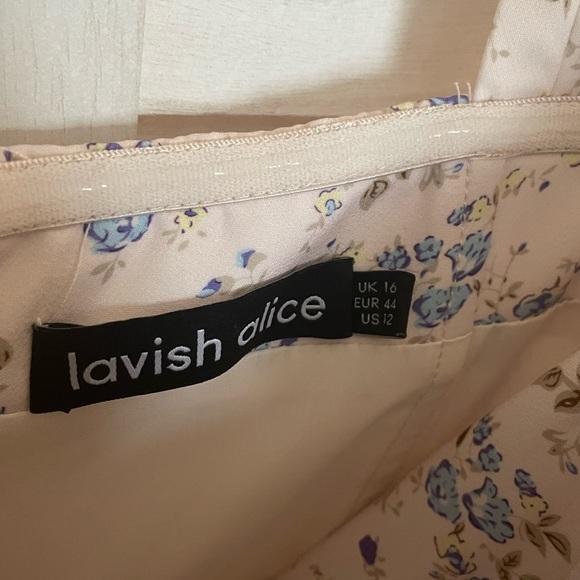 lavish alice
UK 16
EUR 44
US 12